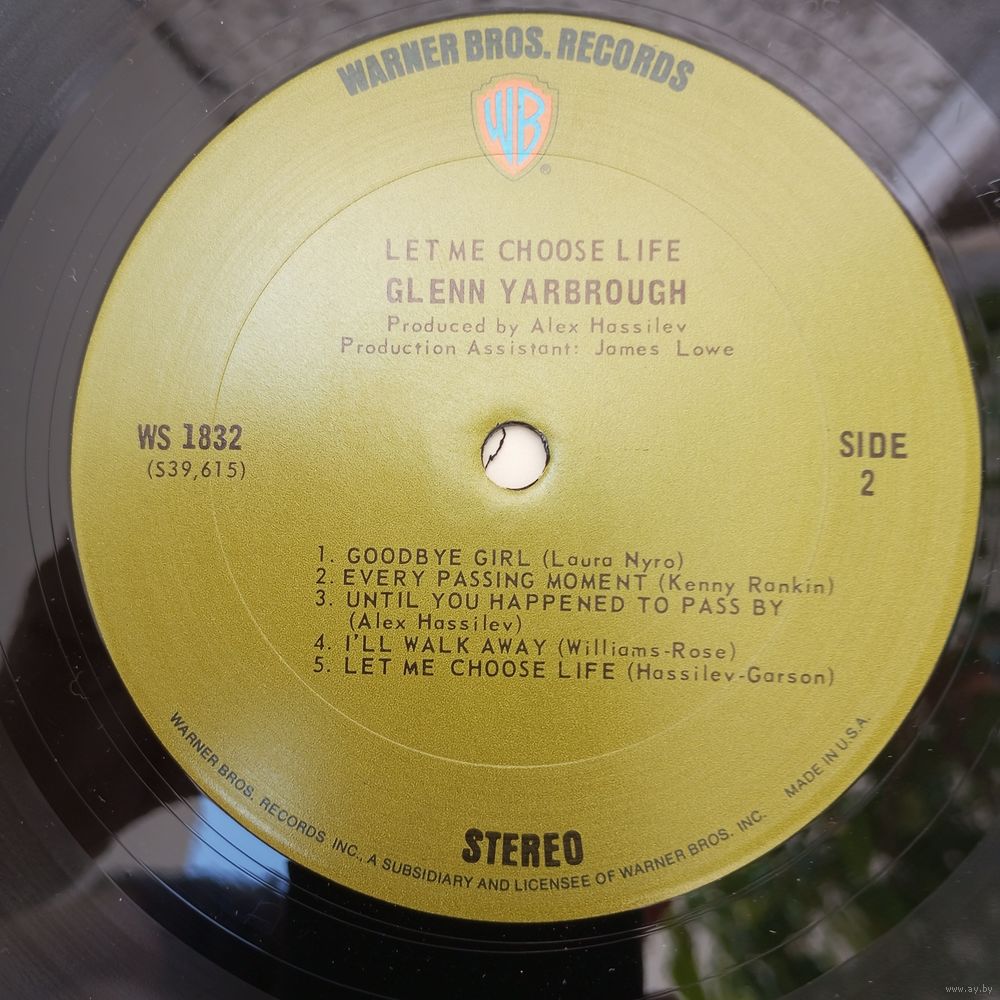 WARNER BROS. RECORDS
WB
®
LET ME CHOOSE LIFE
GLENN YARBROUGH
Produced by Alex Hassilev
Production Assistant: James Lowe
WS 1832
(S39,615)
SIDE
2
1. GOODBYE GIRL (Laura Nyro)
2. EVERY PASSING MOMENT (Kenny Rankin)
3. UNTIL YOU HAPPENED TO PASS BY
(Alex Hassilev)
4. I'LL WALK AWAY (Williams-Rose)
5. LET ME CHOOSE LIFE (Hassilev-Garson)
STEREO
WARNER BROS. RECORDS INC., A SUBSIDIARY AND LICENSEE OF WARNER BROS. INC. MADE IN U.S.A.
www.ay.by